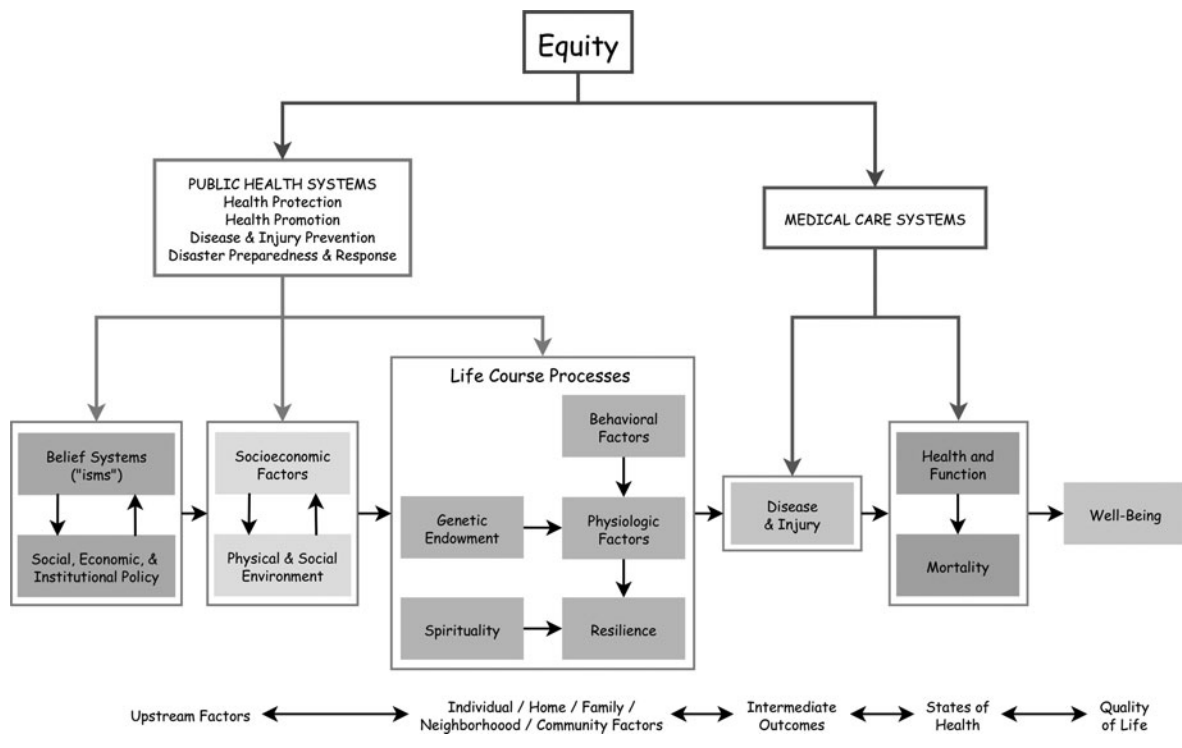 Equity
PUBLIC HEALTH SYSTEMS
Health Protection
Health Promotion
Disease & Injury Prevention
Disaster Preparedness & Response
MEDICAL CARE SYSTEMS
Belief Systems
("isms")
Social, Economic, &
Institutional Policy
Socioeconomic
Factors
Physical & Social
Environment
Life Course Processes
Behavioral
Factors
Genetic
Endowment
Physiologic
Factors
Spirituality
Resilience
Disease
& Injury
Health and
Function
Mortality
Well-Being
Upstream Factors
Individual / Home / Family /
Neighborhoood / Community Factors
Intermediate
Outcomes
States of
Health
Quality
of Life